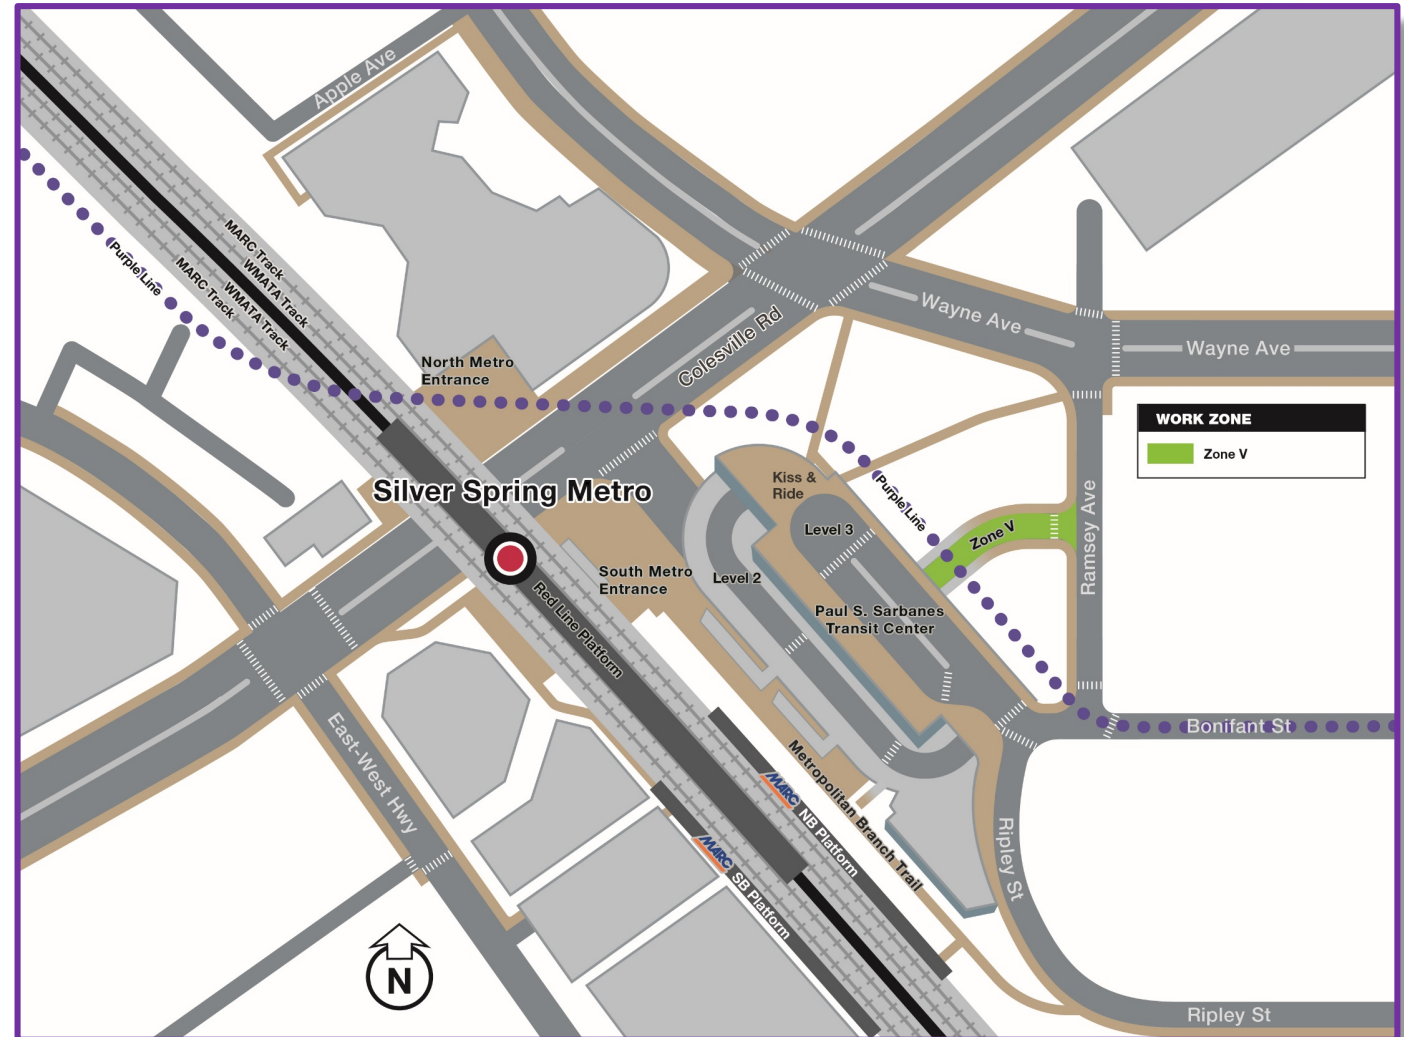 Apple Ave
MARC Track
WMATA Track
MARC Track
WMATA Track
Purple Line
North Metro
Entrance
Colesville Rd
Wayne Ave
Wayne Ave
WORK ZONE
Zone V
Silver Spring Metro
Kiss &
Ride
Level 3
Purple Line
Zone V
Ramsey Ave
South Metro
Entrance
Level 2
Red Line Platform
Paul S. Sarbanes
Transit Center
East-West Hwy
Bonifant St
Metropolitan Branch Trail
MARC NB Platform
MARC SB Platform
Ripley St
Ripley St
N